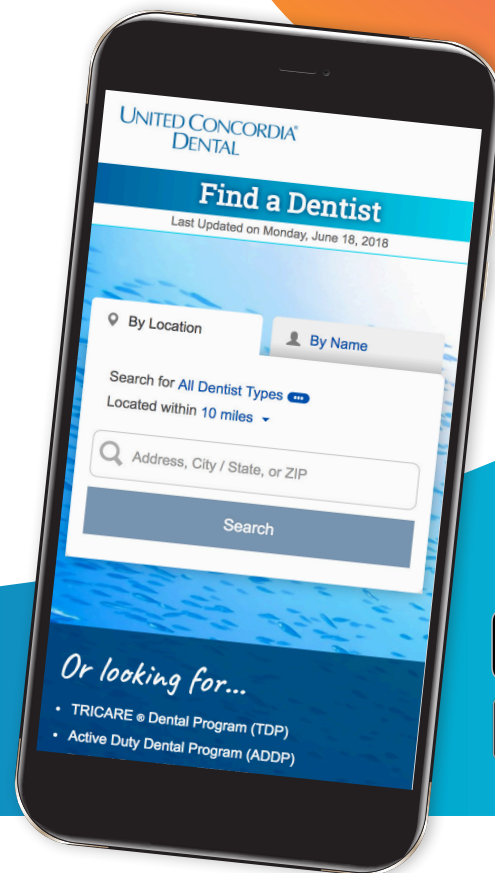 UNITED CONCORDIA®
DENTAL
Find a Dentist
Last Updated on Monday, June 18, 2018
By Location
By Name
Search for All Dentist Types
Located within 10 miles
Address, City / State, or ZIP
Search
Or looking for...
• TRICARE ® Dental Program (TDP)
• Active Duty Dental Program (ADDP)